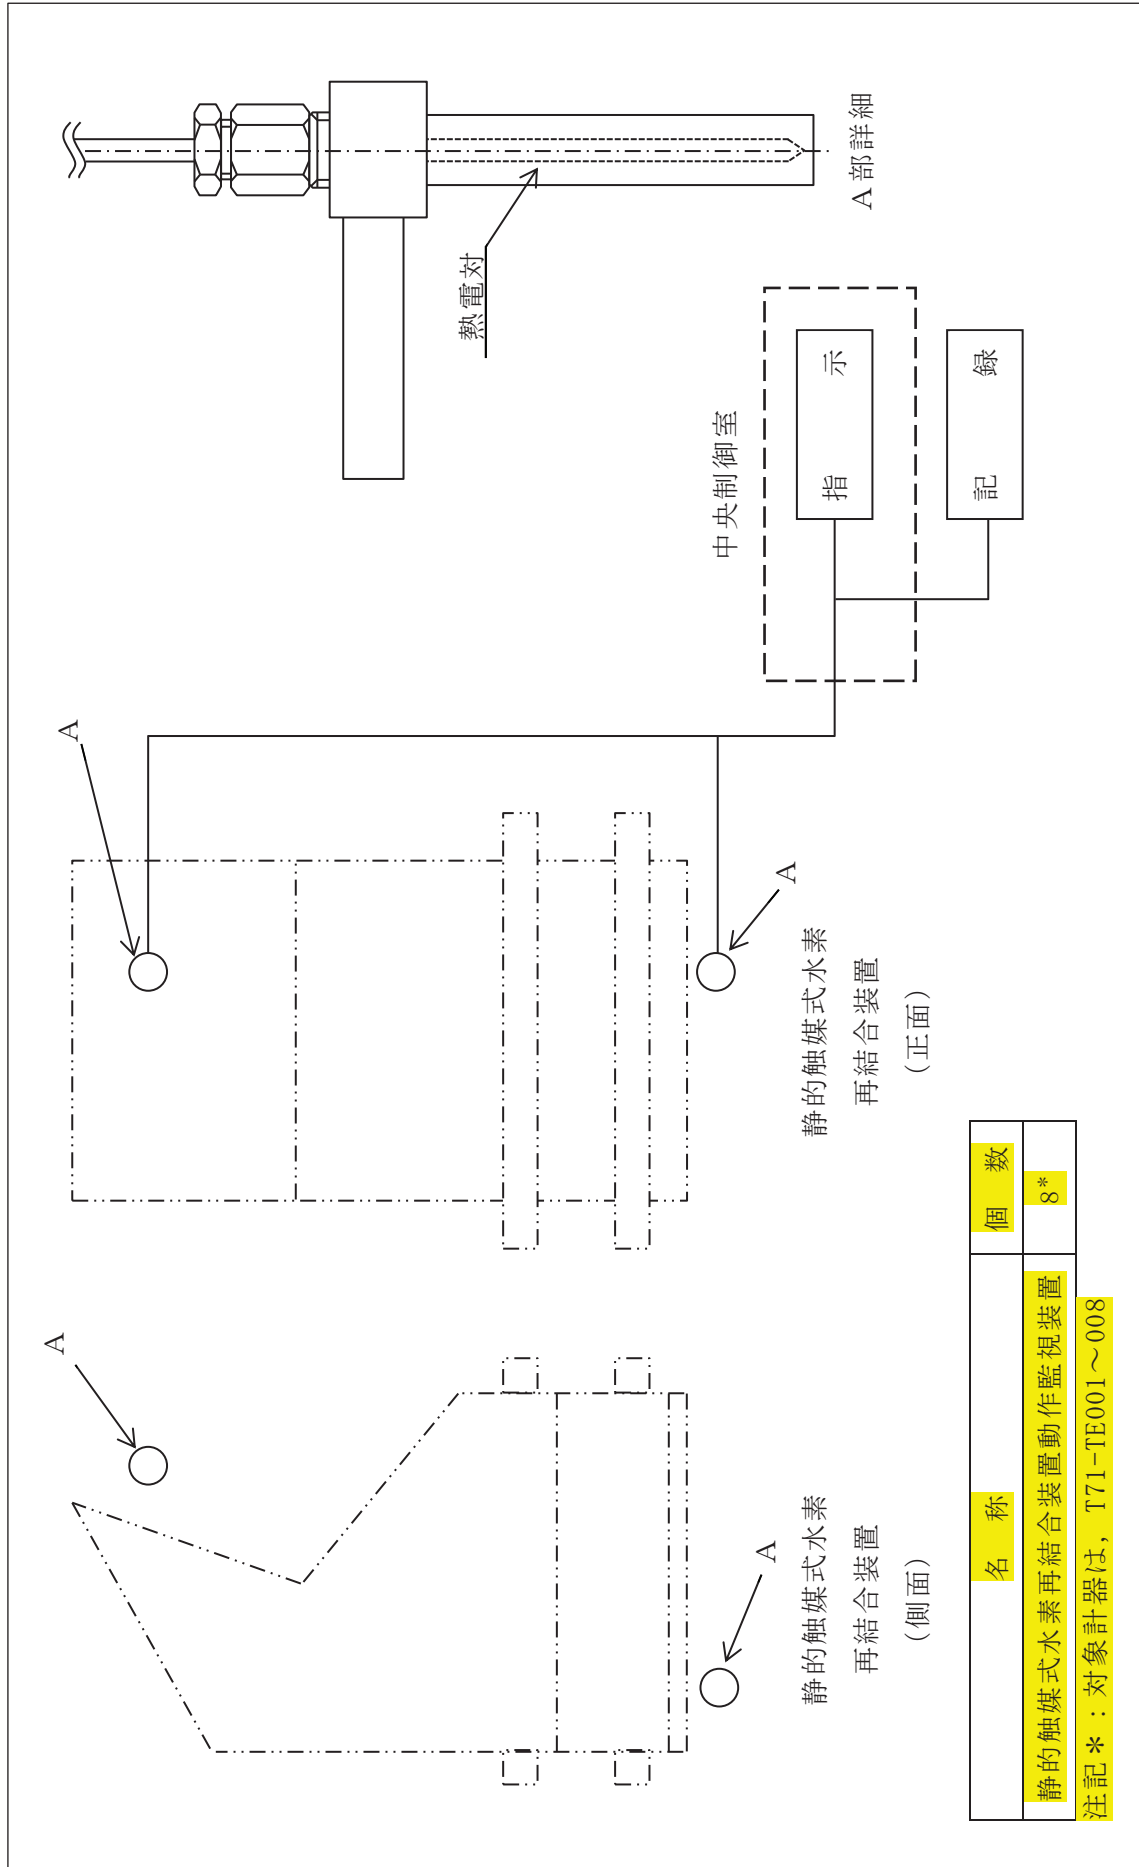 A
静的触媒式水素
再結合装置
(側面)
A
A
静的触媒式水素
再結合装置
(正面)
A
中央制御室
指 示
記 録
熱電対
A部詳細
名 称
個 数
静的触媒式水素再結合装置動作監視装置
8*
注記＊：対象計器は，T71-TE001～008